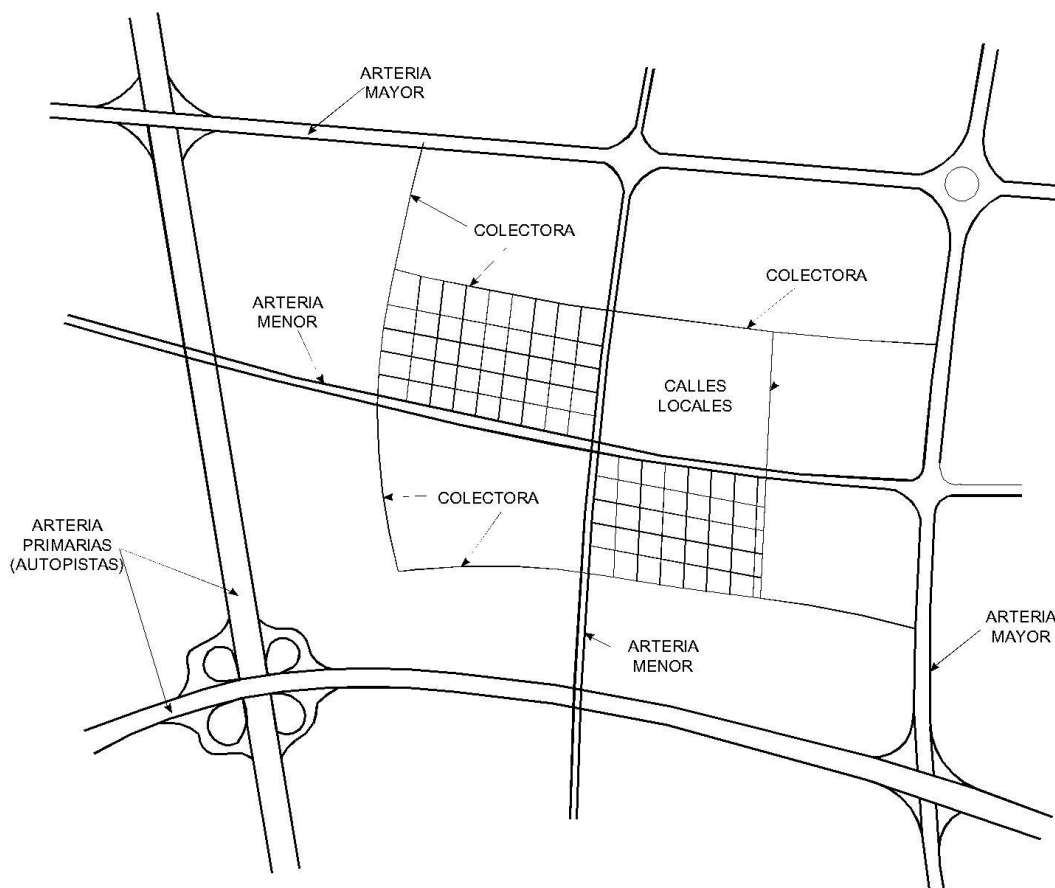 ARTERIA
MAYOR
COLECTORA
COLECTORA
ARTERIA
MENOR
CALLES
LOCALES
COLECTORA
ARTERIA
PRIMARIAS
(AUTOPISTAS)
ARTERIA
MENOR
ARTERIA
MAYOR